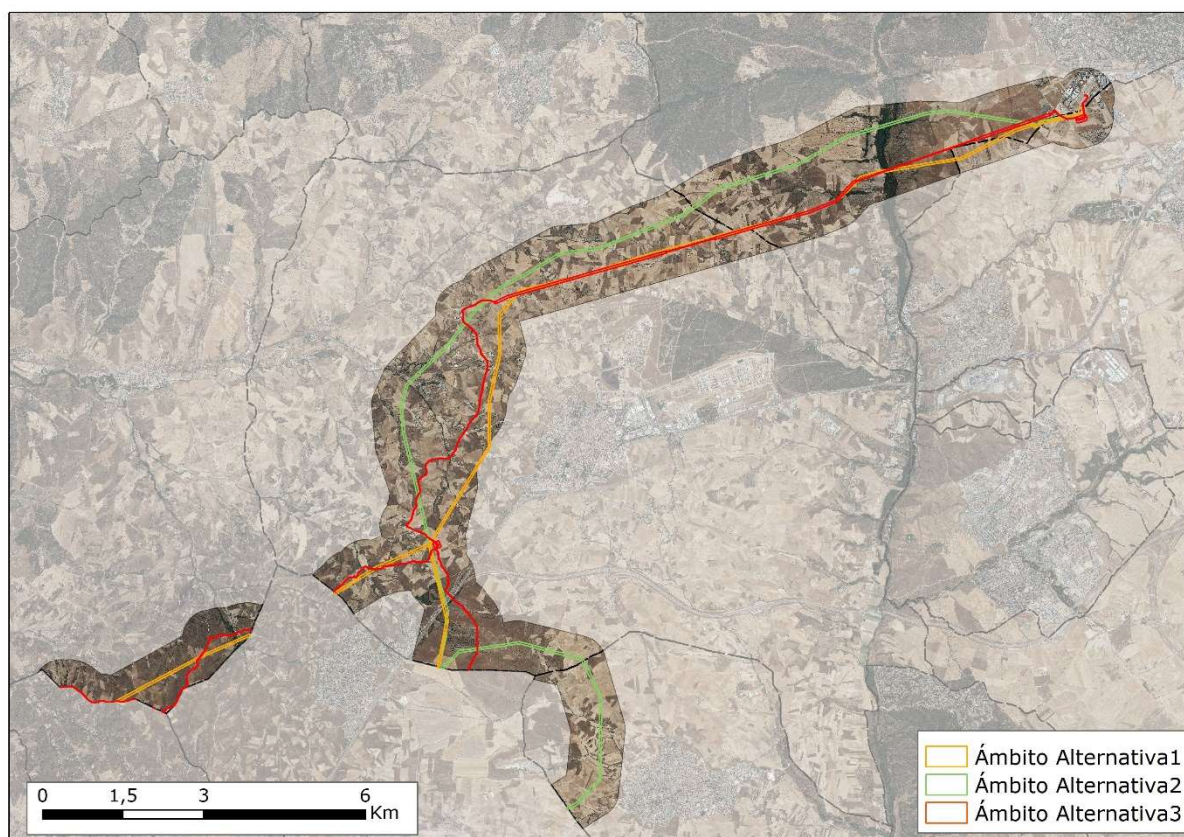 0 1,5 3 6
Km
Ámbito Alternativa1
Ámbito Alternativa2
Ámbito Alternativa3